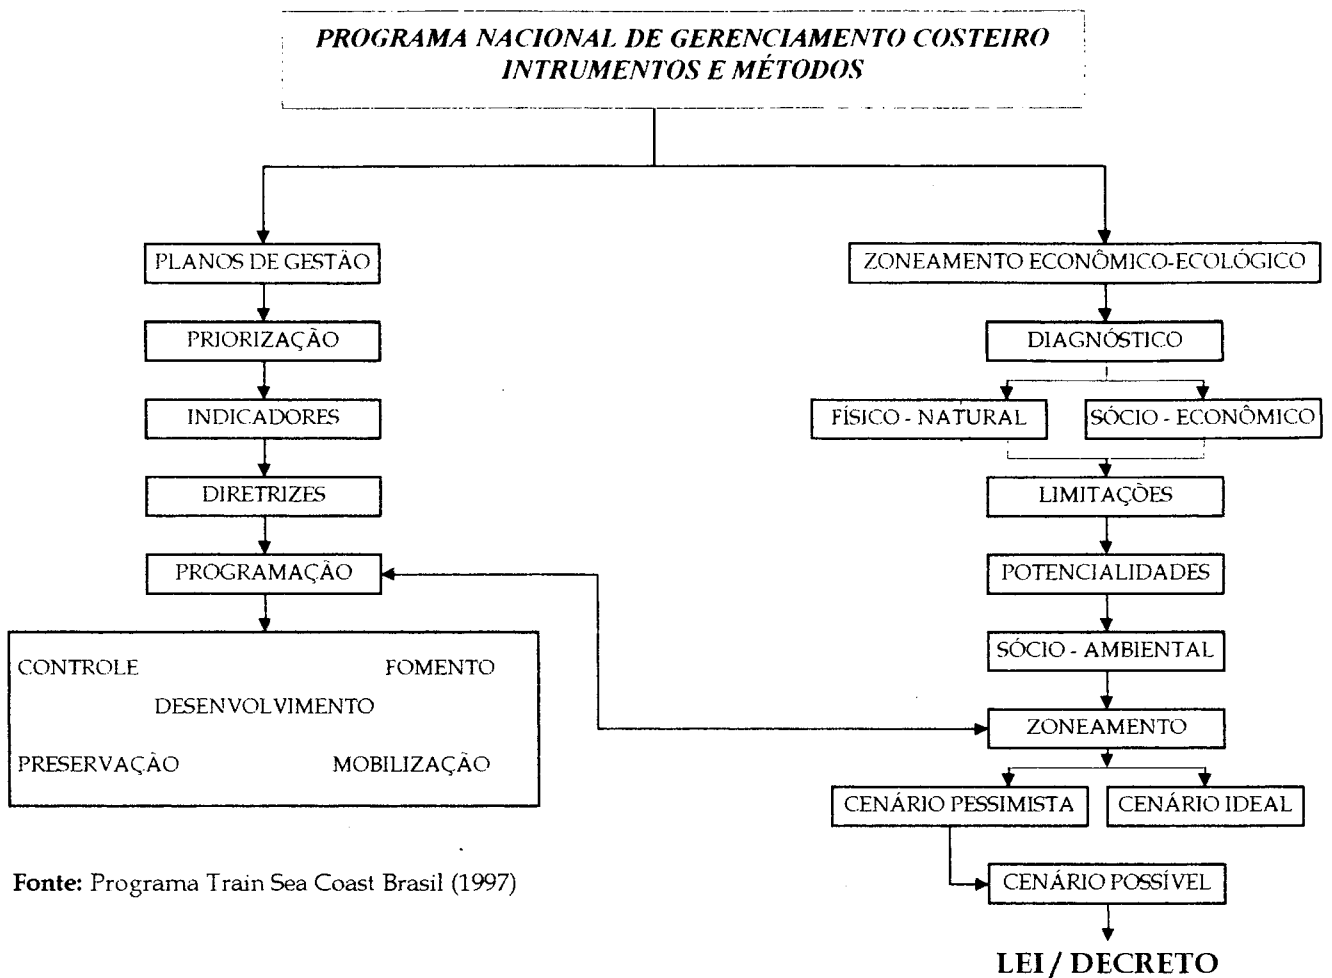 PROGRAMA NACIONAL DE GERENCIAMENTO COSTEIRO
INTRUMENTOS E MÉTODOS
PLANOS DE GESTÃO
PRIORIZAÇÃO
INDICADORES
DIRETRIZES
PROGRAMAÇÃO
CONTROLE
FOMENTO
DESENVOLVIMENTO
PRESERVAÇÃO
MOBILIZAÇÃO
ZONEAMENTO ECONÔMICO-ECOLÓGICO
DIAGNÓSTICO
FÍSICO - NATURAL
SÓCIO - ECONÔMICO
LIMITAÇÕES
POTENCIALIDADES
SÓCIO - AMBIENTAL
ZONEAMENTO
CENÁRIO PESSIMISTA
CENÁRIO IDEAL
CENÁRIO POSSÍVEL
LEI / DECRETO
Fonte: Programa Train Sea Coast Brasil (1997)